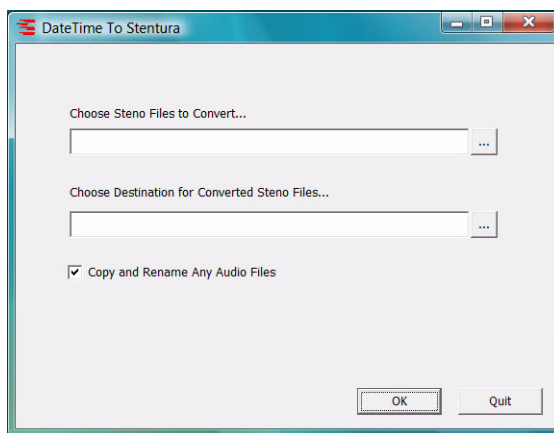 DateTime To Stentura
Choose Steno Files to Convert...
...
Choose Destination for Converted Steno Files...
...
Copy and Rename Any Audio Files
OK Quit